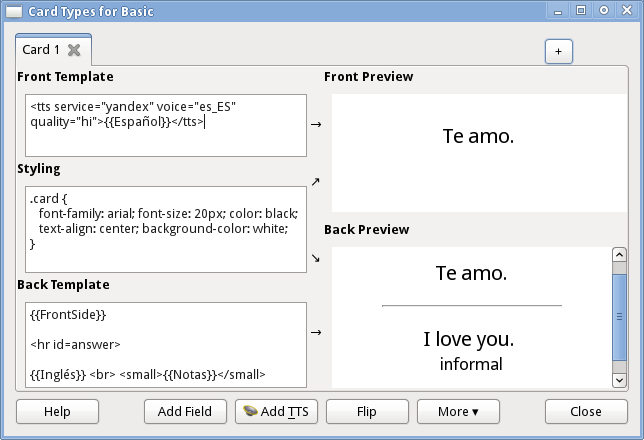 Card Types for Basic
Card 1
+
Front Template
<tts service="yandex" voice="es_ES"
quality="hi">{{Español}}</tts>
Styling
.card {
font-family: arial; font-size: 20px; color: black;
text-align: center; background-color: white;
}
Back Template
{{FrontSide}}
<hr id=answer>
{{Inglés}} <br> <small>{{Notas}}</small>
Front Preview
Te amo.
Back Preview
Te amo.
I love you.
informal
Help
Add Field
Add TTS
Flip
More ▾
Close